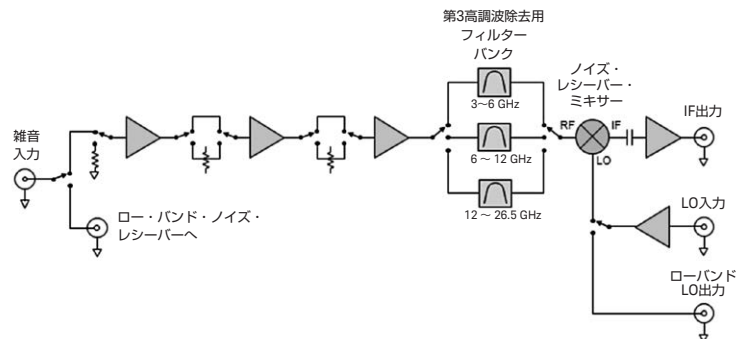 第3高調波除去用
フィルター
バンク
3~6 GHz
6 ~ 12 GHz
12 ~ 26.5 GHz
ノイズ・
レシーバー・
ミキサー
RF
IF
LO
IF出力
LO入力
ローバンド
LO出力
雑音
入力
ロー・バンド・ノイズ・
レシーバーへ